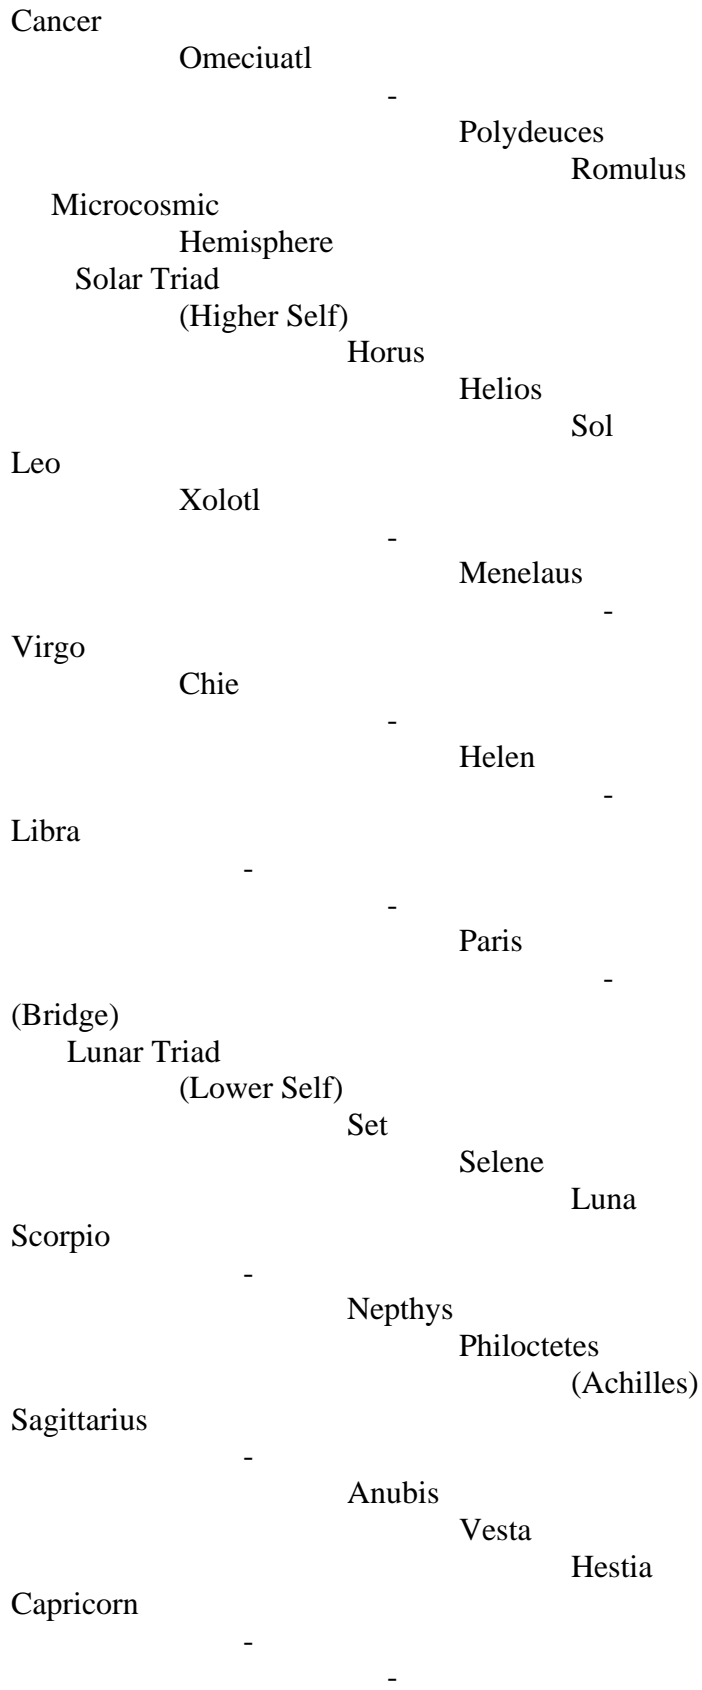 Cancer
Omeciuatl
-
Polydeuces
Romulus
Microcosmic
Hemisphere
Solar Triad
(Higher Self)
Horus
Helios
Sol
Leo
Xolotl
-
Menelaus
-
Virgo
Chie
-
Helen
-
Libra
-
-
Paris
-
(Bridge)
Lunar Triad
(Lower Self)
Set
Selene
Luna
Scorpio
-
Nepthys
Philoctetes
(Achilles)
Sagittarius
-
Anubis
Vesta
Hestia
Capricorn
-
-